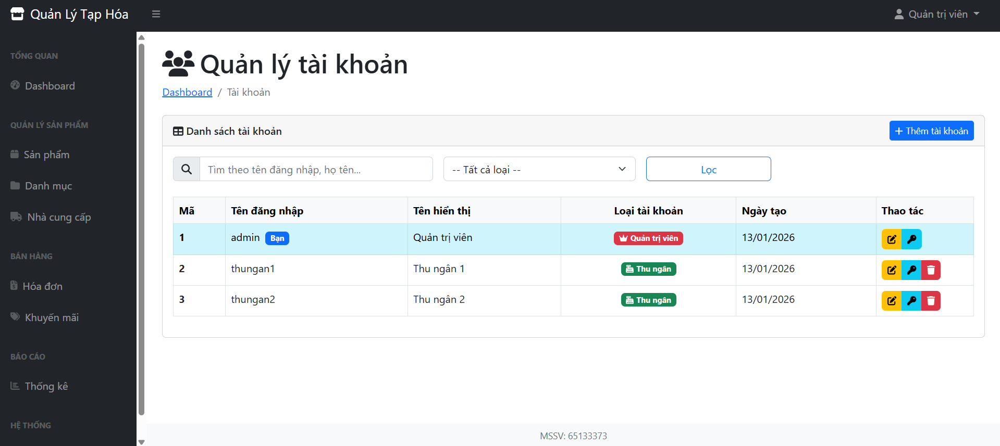 Quản Lý Tạp Hóa
Quản trị viên
TỔNG QUAN
Dashboard
QUẢN LÝ SẢN PHẨM
Sản phẩm
Danh mục
Nhà cung cấp
BÁN HÀNG
Hóa đơn
Khuyến mãi
BÁO CÁO
Thống kê
HỆ THỐNG
Quản lý tài khoản
Dashboard / Tài khoản
Danh sách tài khoản
+ Thêm tài khoản
Tìm theo tên đăng nhập, họ tên...
-- Tất cả loại --
Lọc
Mã Tên đăng nhập Tên hiển thị Loại tài khoản Ngày tạo Thao tác
1 admin Bạn Quản trị viên Quản trị viên 13/01/2026
2 thungan1 Thu ngân 1 Thu ngân 13/01/2026
3 thungan2 Thu ngân 2 Thu ngân 13/01/2026
MSSV: 65133373